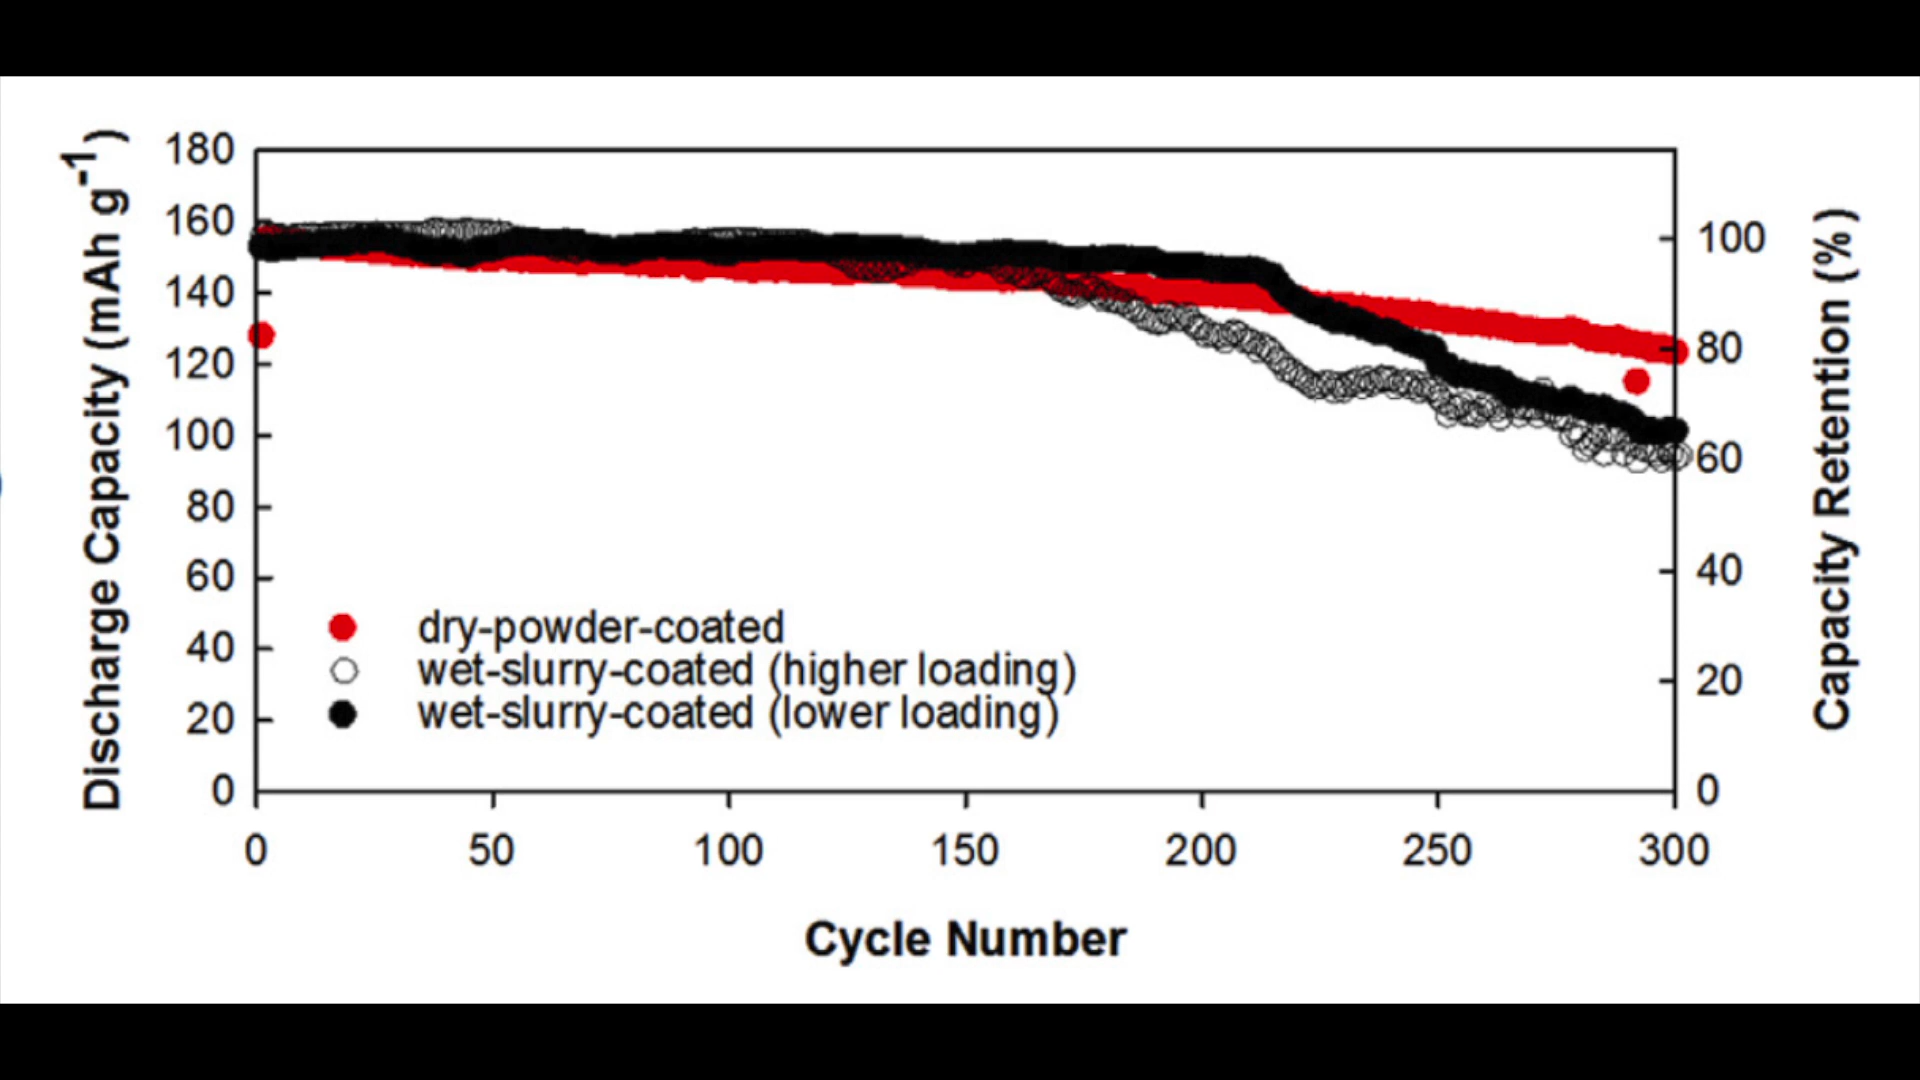 Discharge Capacity (mAh g-1)
180
160
140
120
100
80
60
40
20
0
dry-powder-coated
wet-slurry-coated (higher loading)
wet-slurry-coated (lower loading)
100
80
60
40
20
0
Capacity Retention (%)
0 50 100 150 200 250 300
Cycle Number